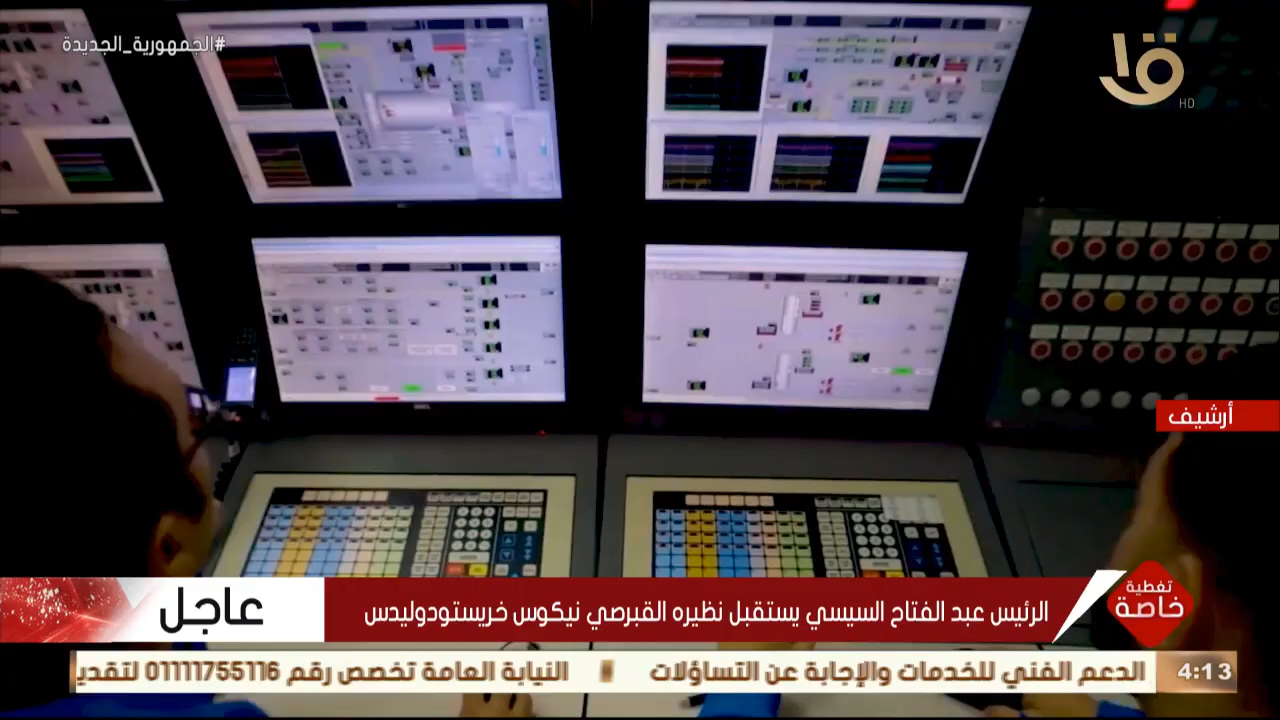 #الجمهورية_الجديدة
HD
أرشيف
تغطية
خاصة
الرئيس عبد الفتاح السيسي يستقبل نظيره القبرصي نيكوس خريستودوليدس
عاجل
4:13
الدعم الفني للخدمات والإجابة عن التساؤلات
النيابة العامة تخصص رقم 01111755116 لتقدي